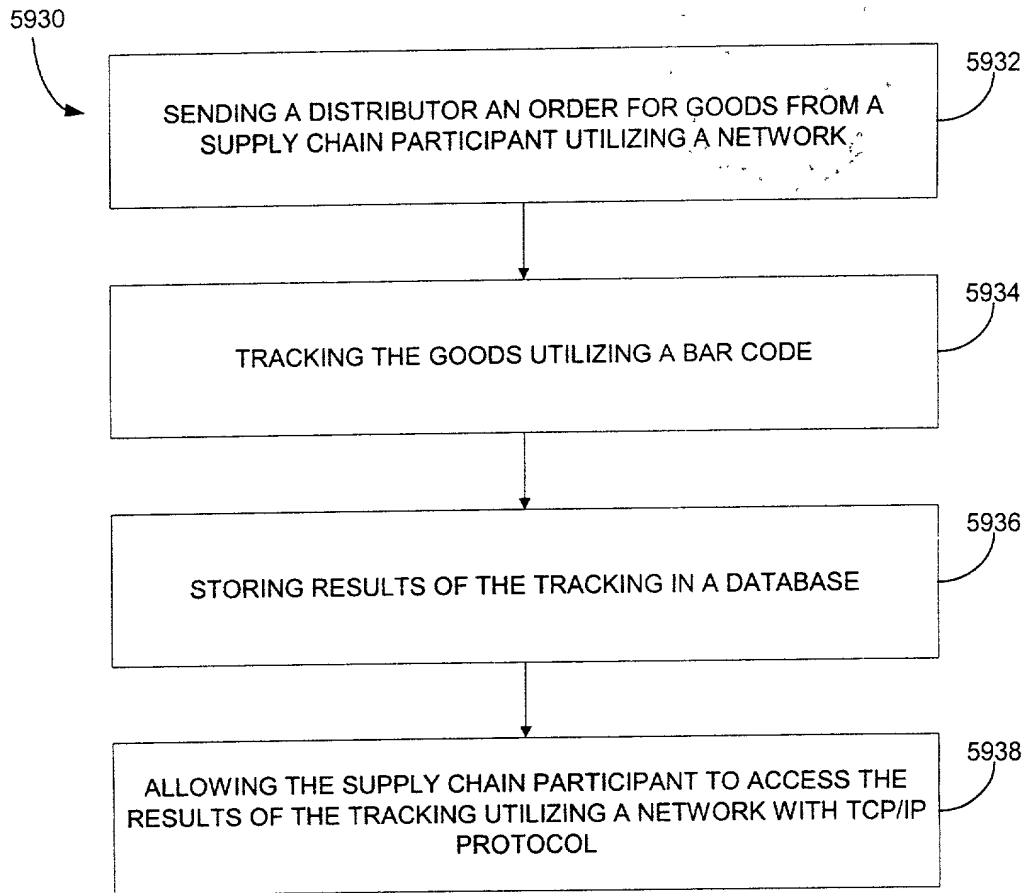 5930
5932
SENDING A DISTRIBUTOR AN ORDER FOR GOODS FROM A
SUPPLY CHAIN PARTICIPANT UTILIZING A NETWORK
5934
TRACKING THE GOODS UTILIZING A BAR CODE
5936
STORING RESULTS OF THE TRACKING IN A DATABASE
5938
ALLOWING THE SUPPLY CHAIN PARTICIPANT TO ACCESS THE
RESULTS OF THE TRACKING UTILIZING A NETWORK WITH TCP/IP
PROTOCOL